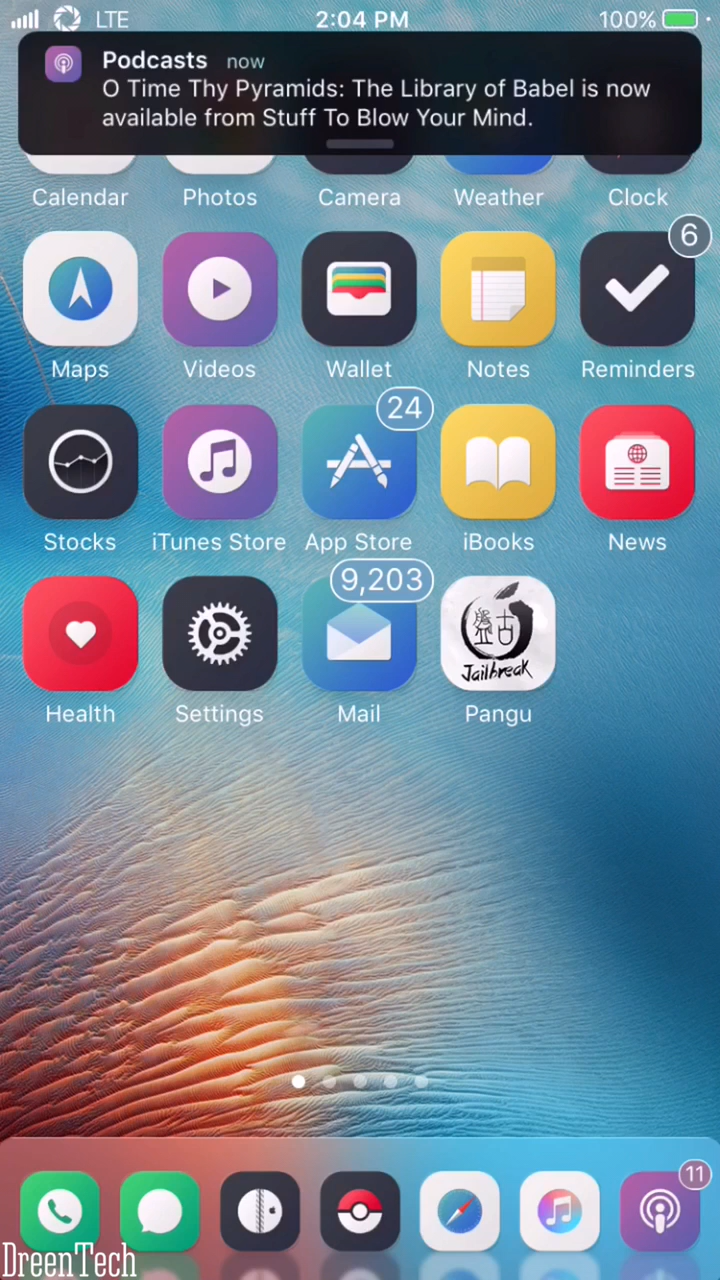 LTE 2:04 PM 100%
Podcasts now
O Time Thy Pyramids: The Library of Babel is now
available from Stuff To Blow Your Mind.
Calendar Photos Camera Weather Clock
6
Maps Videos Wallet Notes Reminders
24
Stocks iTunes Store App Store iBooks News
9,203
盤古
Jailbreak
Health Settings Mail Pangu
11
DreenTech